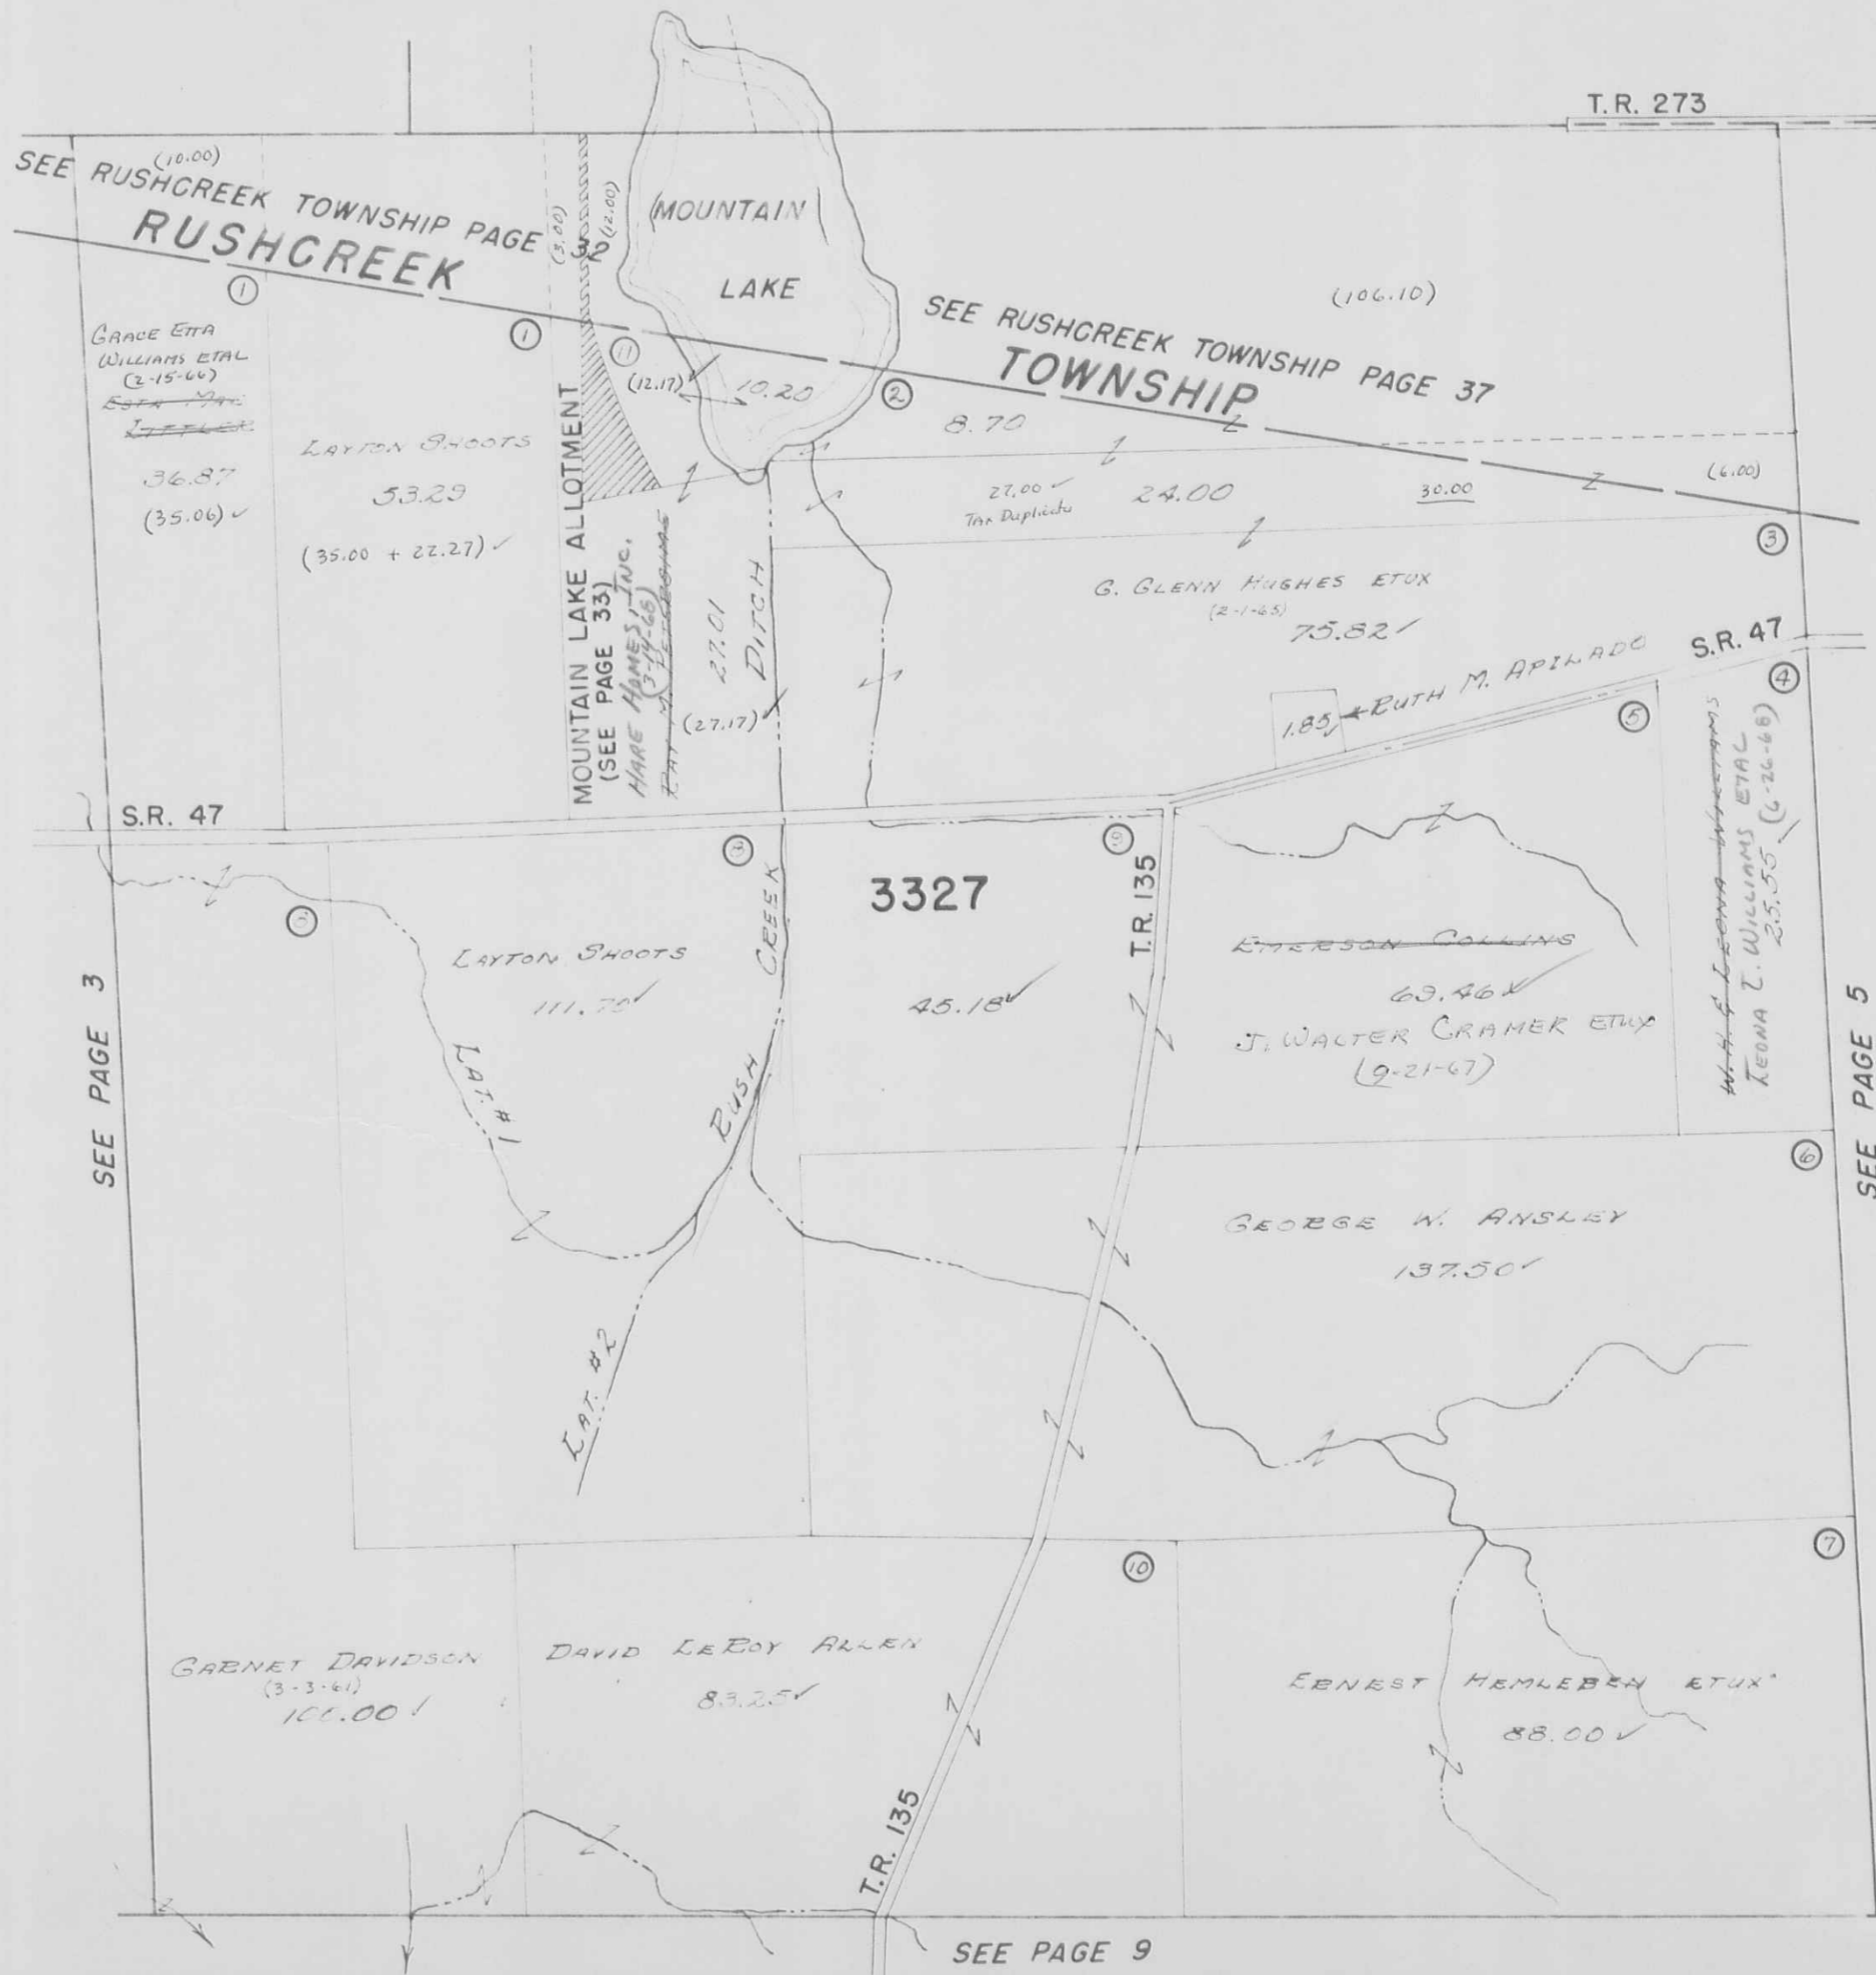 T.R. 273
(10.00)
SEE RUSHCREEK TOWNSHIP PAGE 32
RUSHCREEK
(3.00)
(12.00)
MOUNTAIN
LAKE
(106.10)
SEE RUSHCREEK TOWNSHIP PAGE 37
TOWNSHIP
1
1
11
2
GRACE ETTA
WILLIAMS ETAL
(2-15-66)
36.87
(35.06) ✓
LAYTON SHOOTS
53.29
(35.00 + 22.27) ✓
MOUNTAIN LAKE ALLOTMENT
(SEE PAGE 33)
HARE HAMES, INC.
27.01
DITCH
(27.17)
(12.17)
10.20
8.70
27.00 ✓
Tax Duplicate
24.00
30.00
(6.00)
3
G. GLENN HUGHES ETUX
(2-1-65)
75.82 ✓
1.85 ✓
RUTH M. APILADO
S.R. 47
4
5
W.H. & LEONA WILLIAMS
LEONA L. WILLIAMS ETAL
25.55 ✓ (6-26-68)
S.R. 47
9
3327
T.R. 135
LAYTON SHOOTS
111.70 ✓
CREEK
RUSH
45.18 ✓
EMERSON COLLINS
69.46 ✓
J. WALTER CRAMER ETUX
(9-21-67)
SEE PAGE 3
SEE PAGE 5
LAT. #1
6
GEORGE W. ANSLEY
137.50 ✓
LAT. #2
10
7
GARNET DAVIDSON
(3-3-61)
100.00 ✓
DAVID LEROY ALLEN
83.25 ✓
ERNEST HEMLEBEN ETUX
88.00 ✓
T.R. 135
SEE PAGE 9